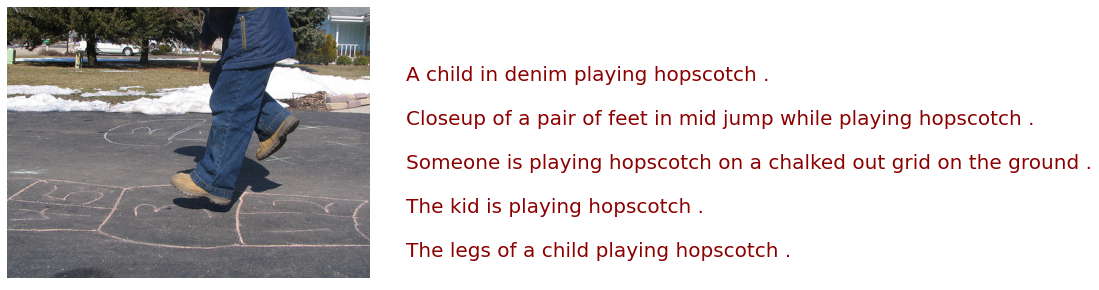 A child in denim playing hopscotch .
Closeup of a pair of feet in mid jump while playing hopscotch .
Someone is playing hopscotch on a chalked out grid on the ground .
The kid is playing hopscotch .
The legs of a child playing hopscotch .